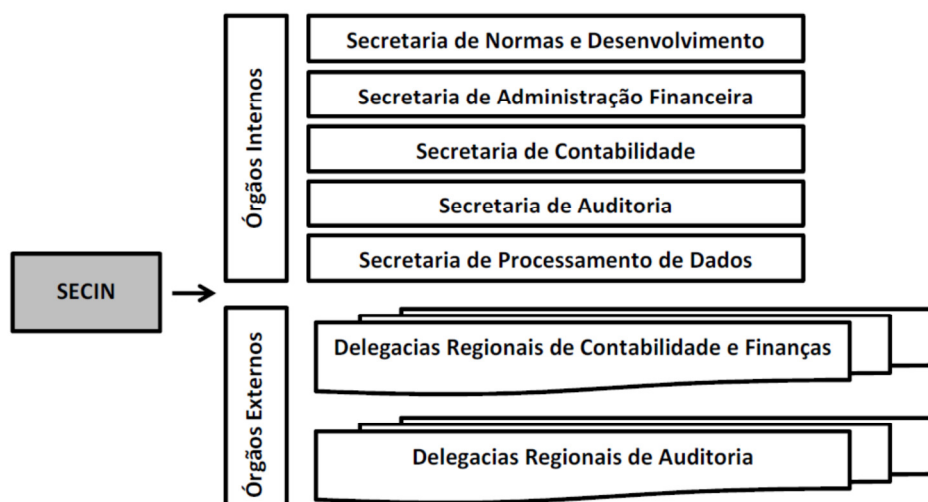 SECIN
Órgãos Internos
Secretaria de Normas e Desenvolvimento
Secretaria de Administração Financeira
Secretaria de Contabilidade
Secretaria de Auditoria
Secretaria de Processamento de Dados
Órgãos Externos
Delegacias Regionais de Contabilidade e Finanças
Delegacias Regionais de Auditoria